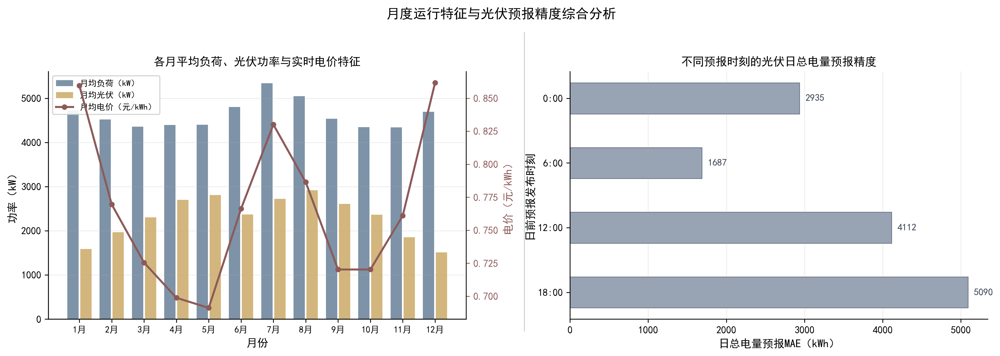 月度运行特征与光伏预报精度综合分析
各月平均负荷、光伏功率与实时电价特征
月均负荷（kW）
月均光伏（kW）
月均电价（元/kWh）
功率（kW）
5000
4000
3000
2000
1000
0
1月 2月 3月 4月 5月 6月 7月 8月 9月 10月 11月 12月
月份
0.850
0.825
0.800
0.775
0.750
0.725
0.700
电价（元/kWh）
不同预报时刻的光伏日总电量预报精度
日前预报发布时刻
0:00 2935
6:00 1687
12:00 4112
18:00 5090
0 1000 2000 3000 4000 5000
日总电量预报MAE（kWh）